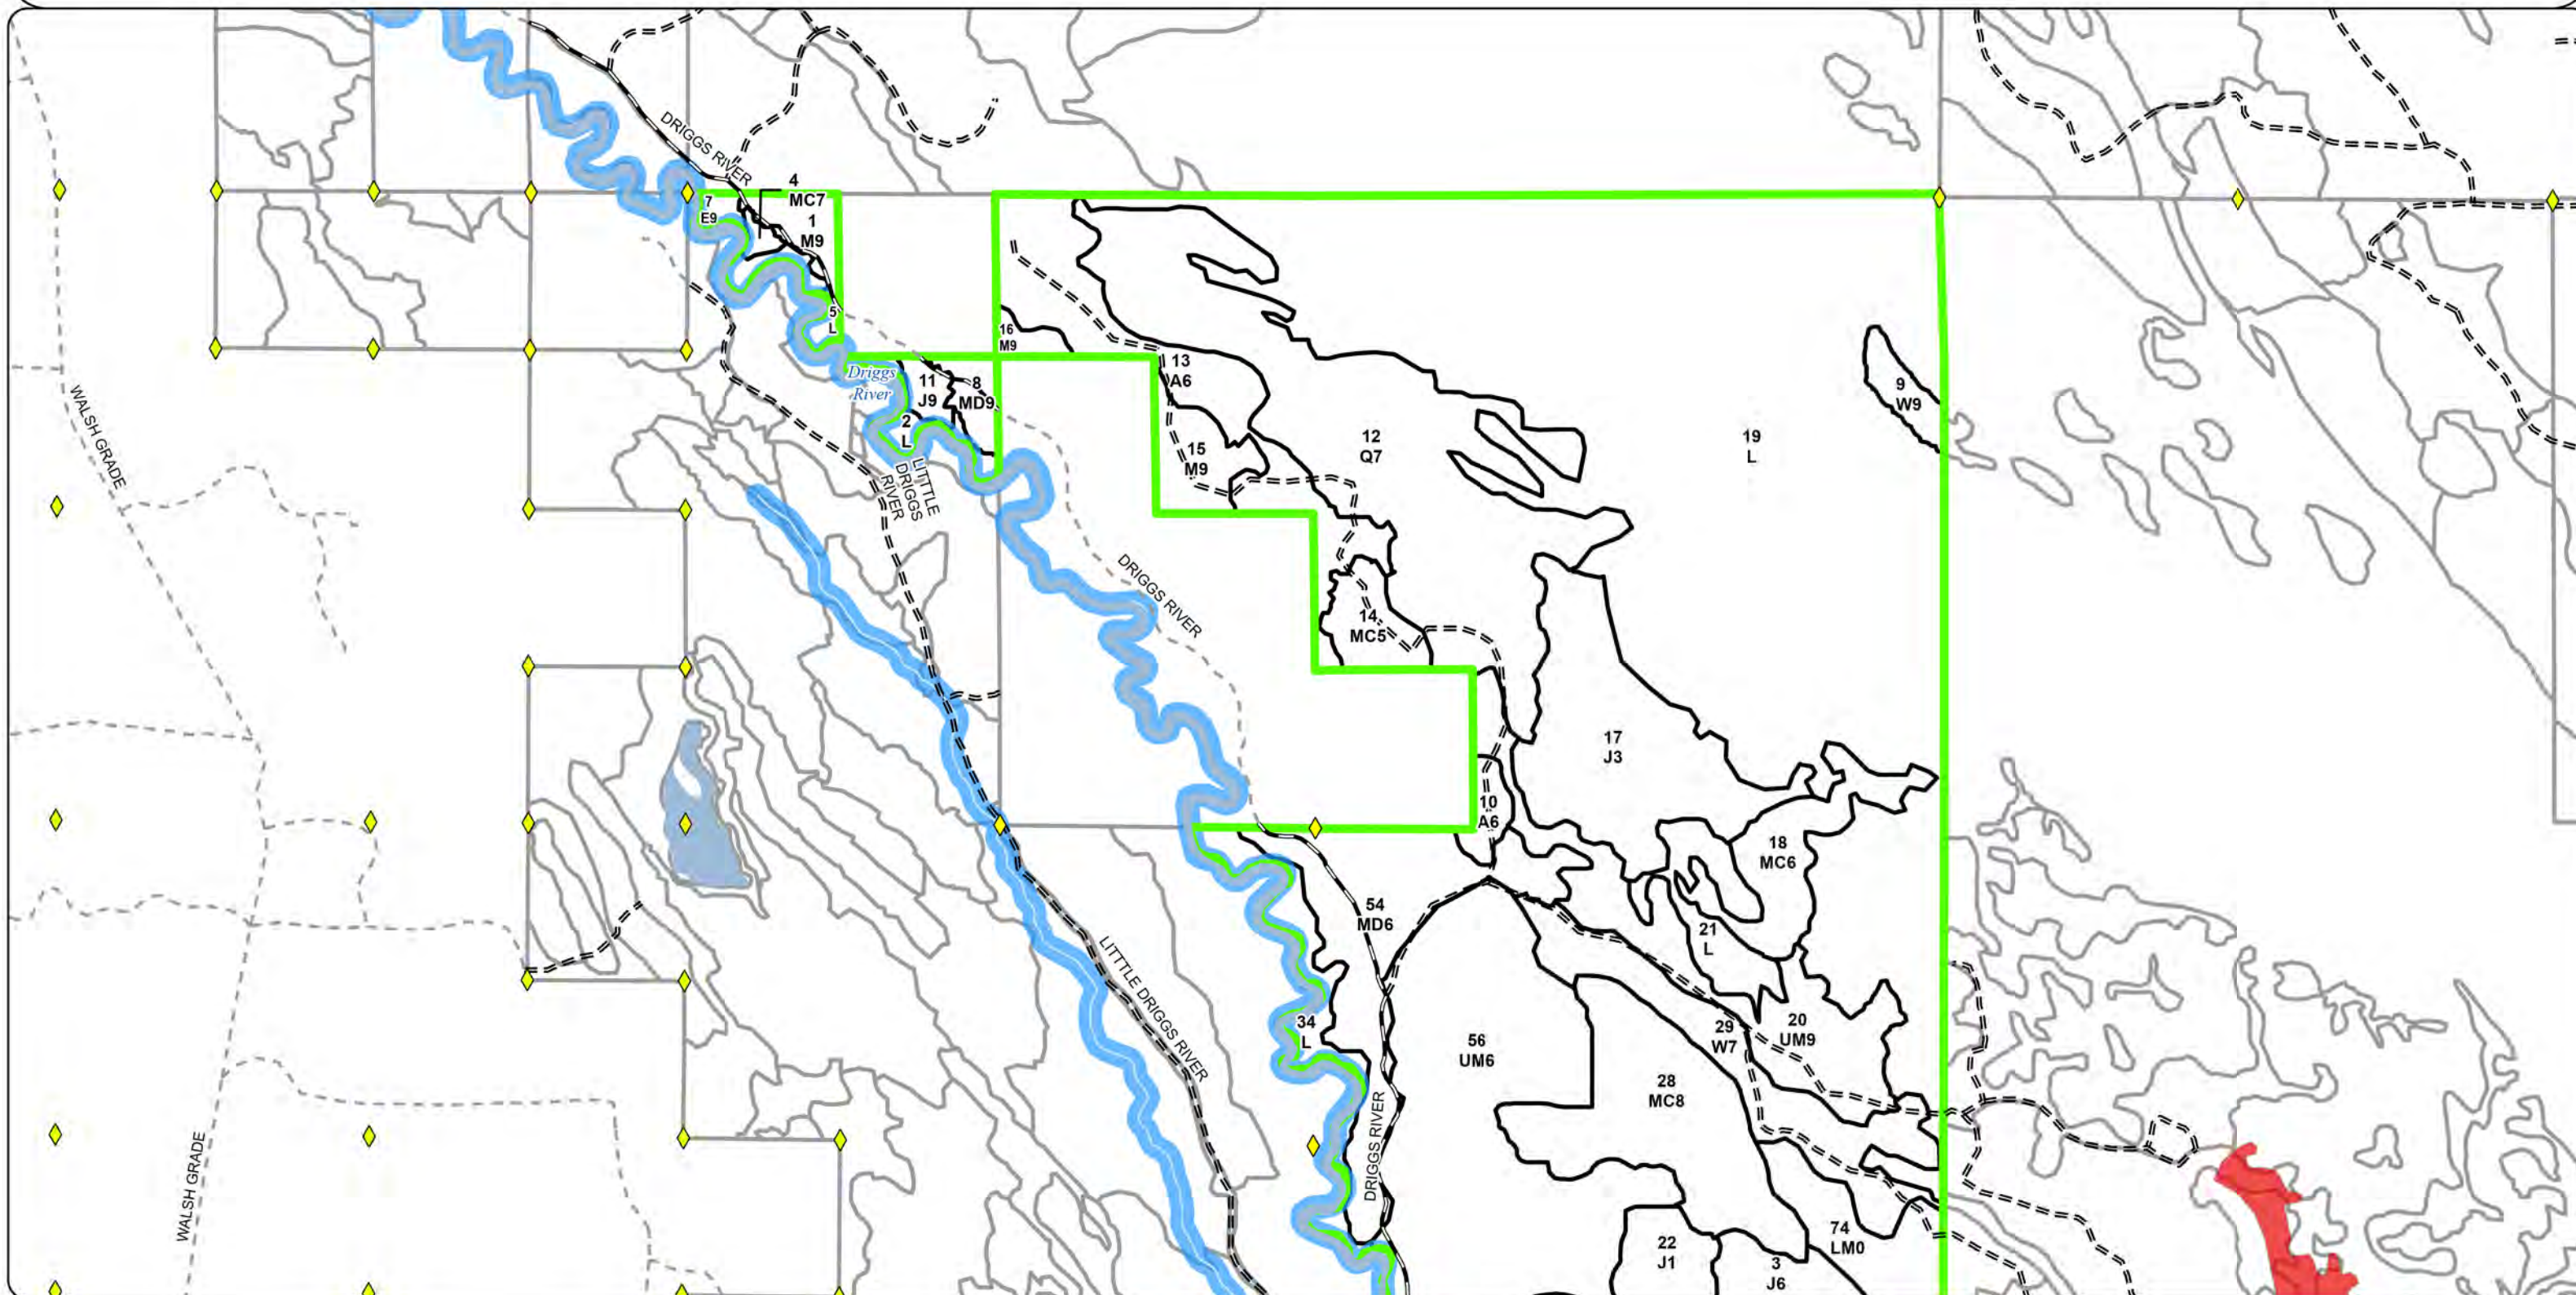 DRIGGS RIVER
4
MC7
7
E9
1
M9
5
L
16
M9
Driggs
River
11
J9
8
MD9
2
L
13
A6
9
W9
WALSH GRADE
12
Q7
19
L
15
M9
LITTLE
DRIGGS
RIVER
DRIGGS RIVER
14
MC5
17
J3
10
A6
18
MC6
54
MD6
21
L
LITTLE DRIGGS RIVER
34
L
56
UM6
29
W7
20
UM9
28
MC8
DRIGGS RIVER
WALSH GRADE
22
J1
3
J6
74
LM0